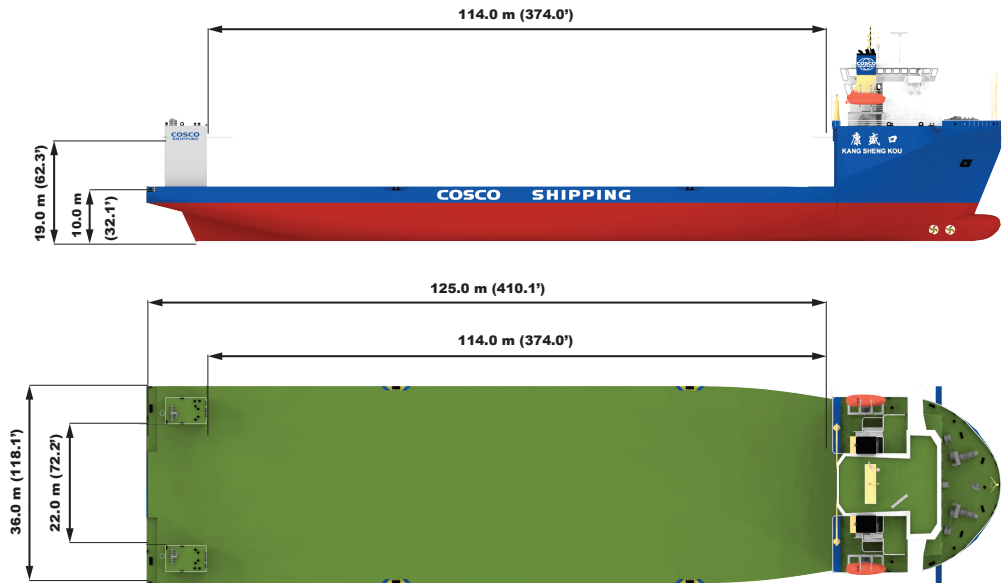 114.0 m (374.0’)
COSCO
COSCO
SHIPPING
康盛口
KANG SHENG KOU
19.0 m (62.3’)
10.0 m
(32.1’)
COSCO SHIPPING
125.0 m (410.1’)
114.0 m (374.0’)
36.0 m (118.1’)
22.0 m (72.2’)